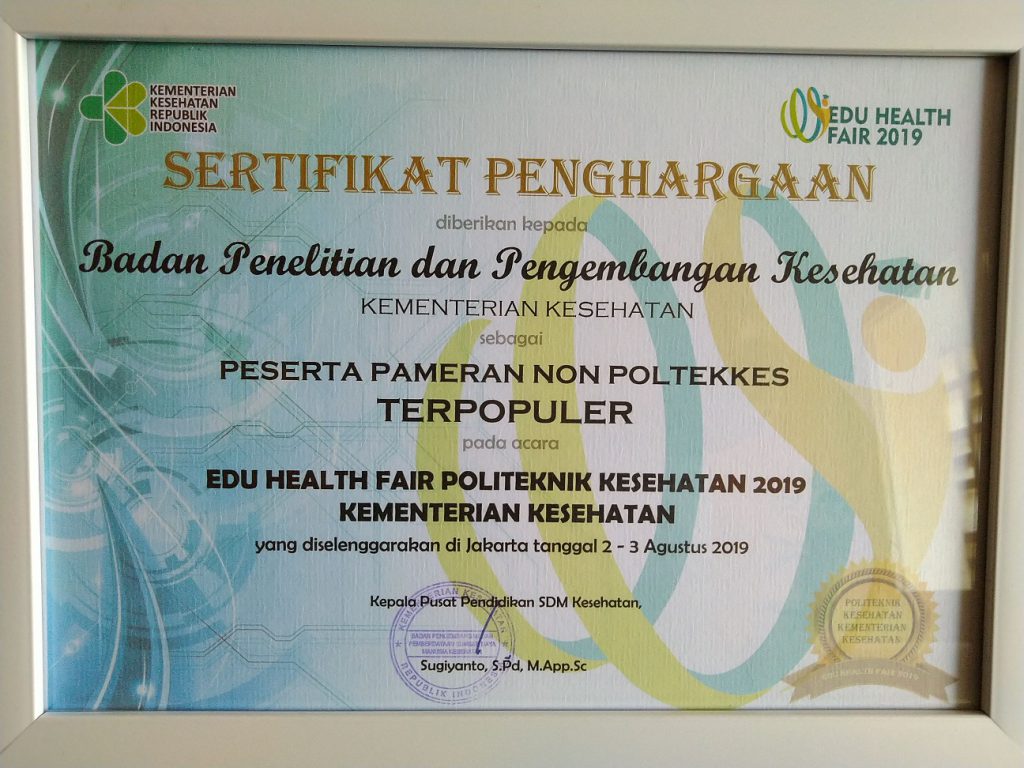 KEMENTERIAN
KESEHATAN
REPUBLIK
INDONESIA
EDU HEALTH
FAIR 2019
SERTIFIKAT PENGHARGAAN
diberikan kepada
Badan Penelitian dan Pengembangan Kesehatan
KEMENTERIAN KESEHATAN
sebagai
PESERTA PAMERAN NON POLTEKKES
TERPOPULER
pada acara
EDU HEALTH FAIR POLITEKNIK KESEHATAN 2019
KEMENTERIAN KESEHATAN
yang diselenggarakan di Jakarta tanggal 2 - 3 Agustus 2019
Kepala Pusat Pendidikan SDM Kesehatan,
KEMENTERIAN KESEHATAN
BADAN PENGEMBANGAN DAN
PEMBERDAYAAN SUMBER DAYA
MANUSIA KESEHATAN
REPUBLIK INDONESIA
Sugiyanto, S.Pd, M.App.Sc
POLITEKNIK
KESEHATAN
KEMENTERIAN
KESEHATAN
EDU HEALTH FAIR 2019